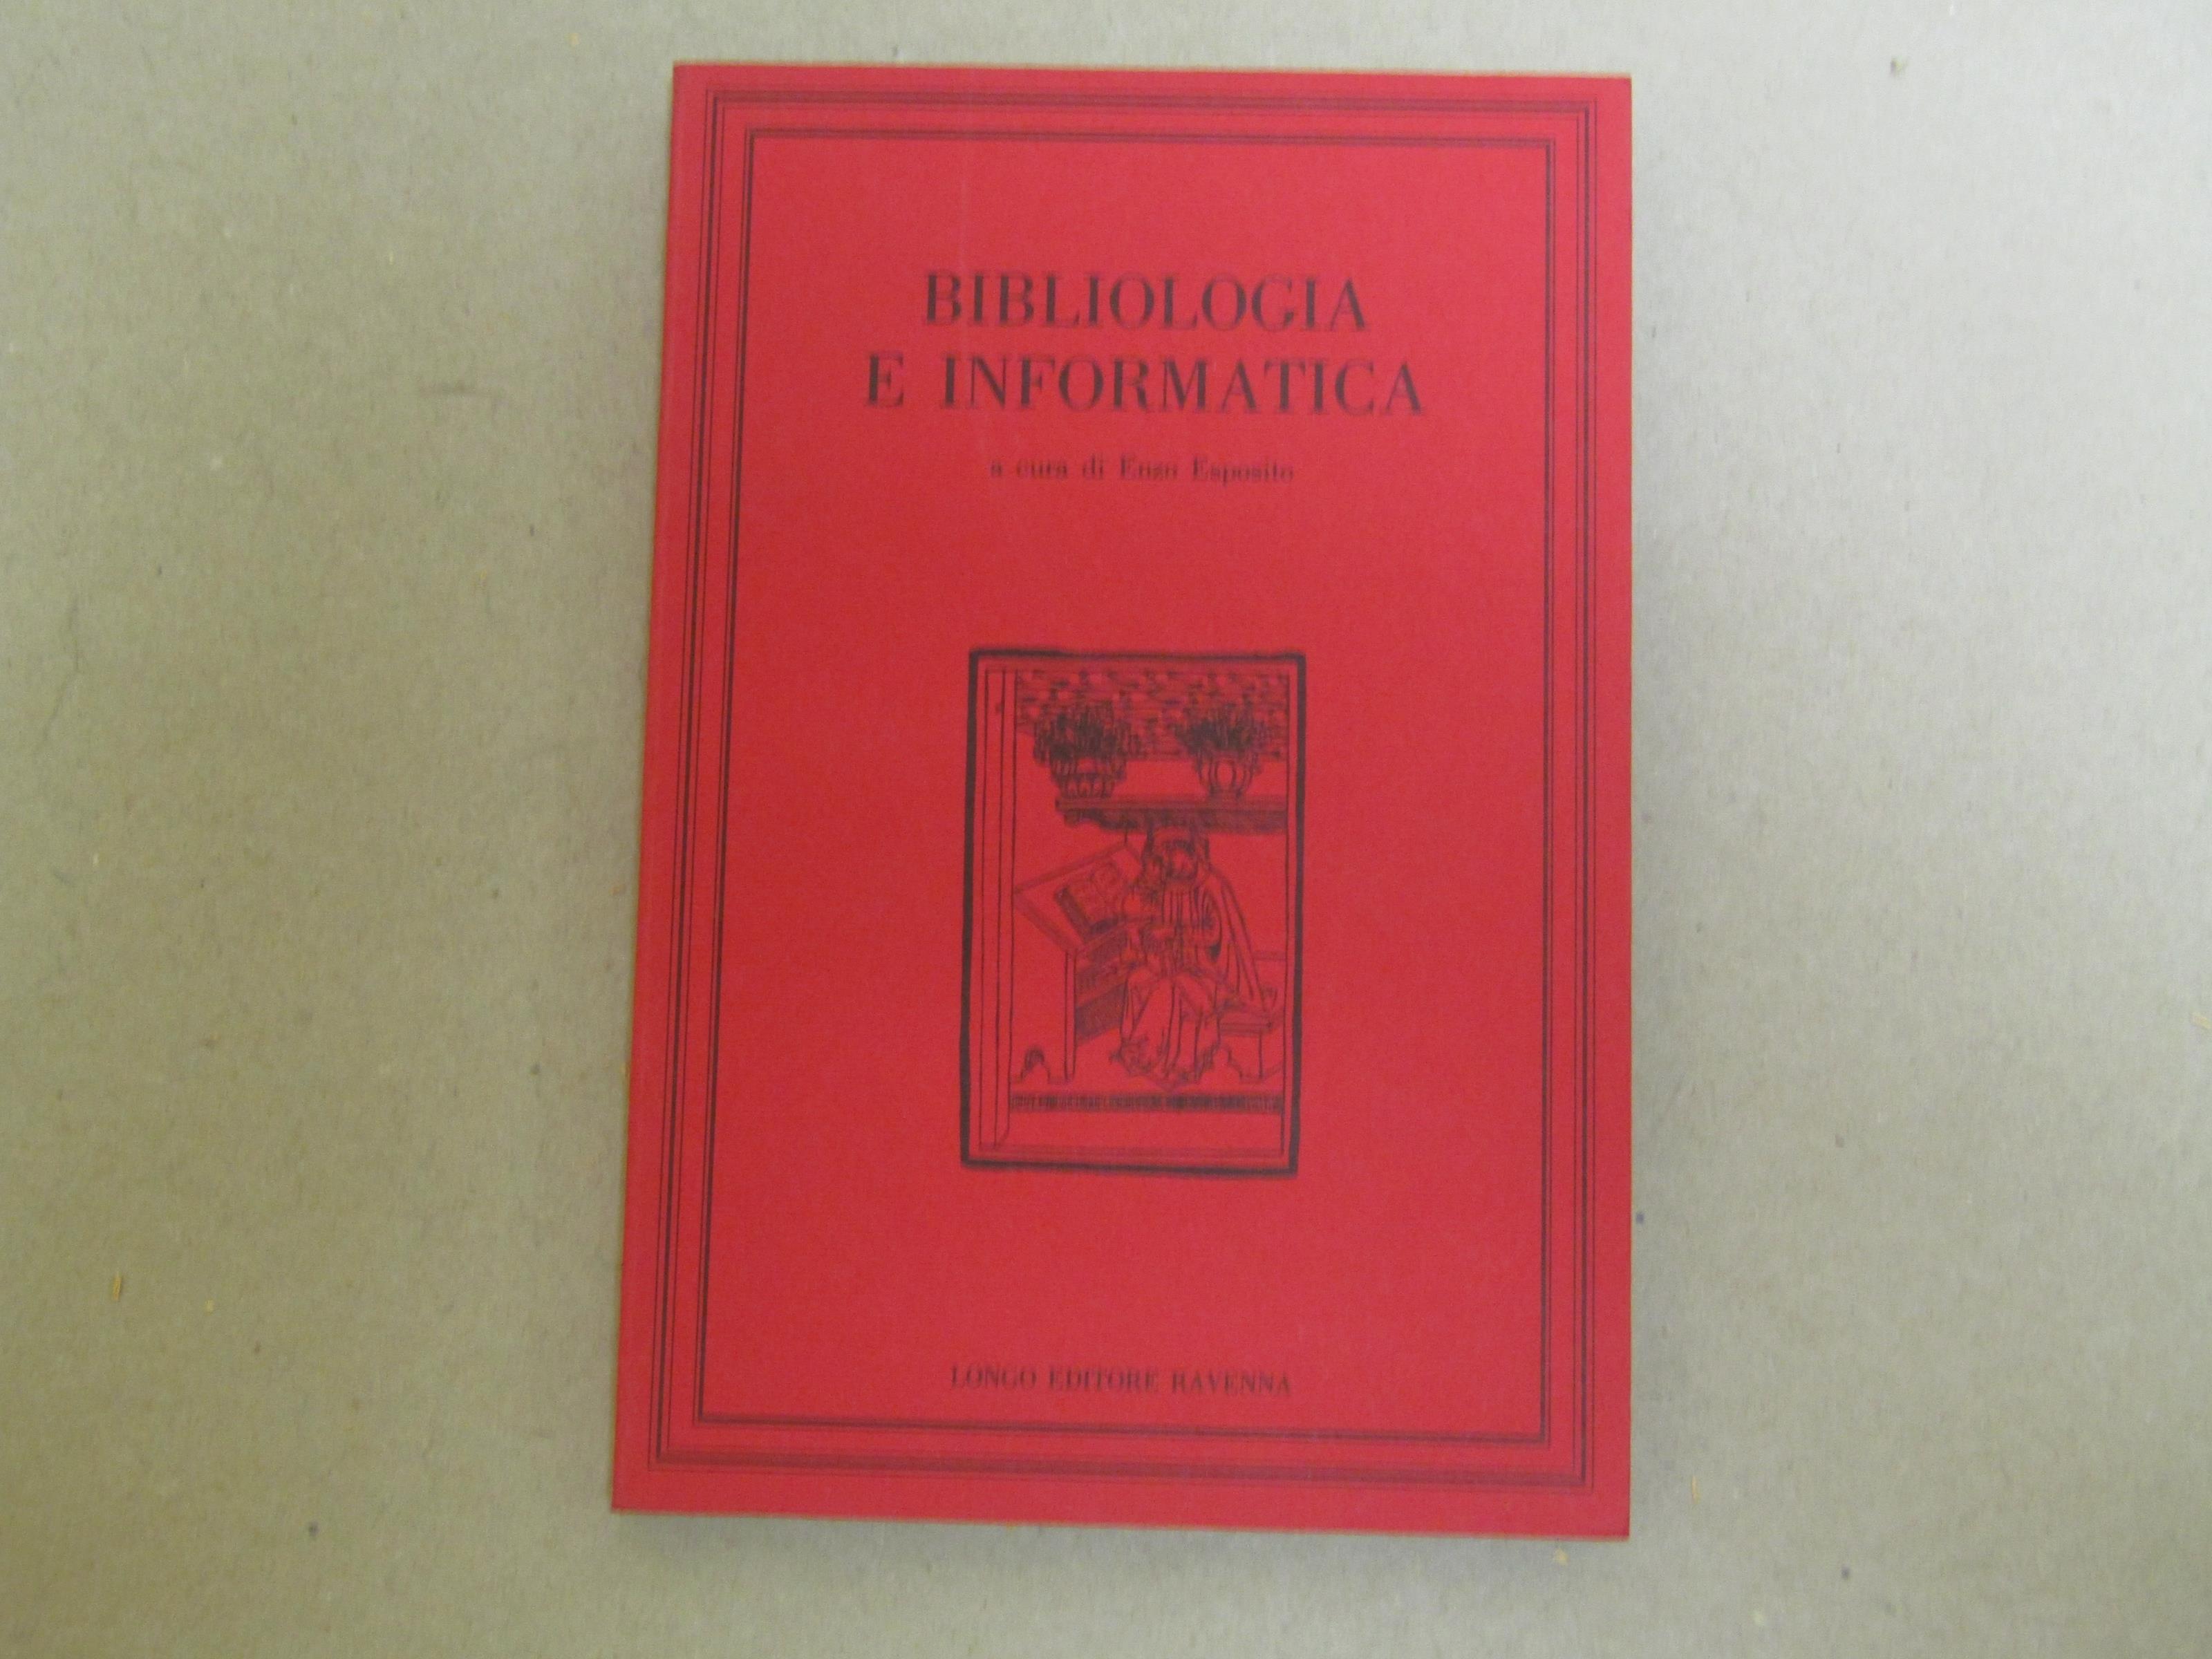 BIBLIOLOGIA
E INFORMATICA
a cura di Enzo Esposito
LONGO EDITORE RAVENNA